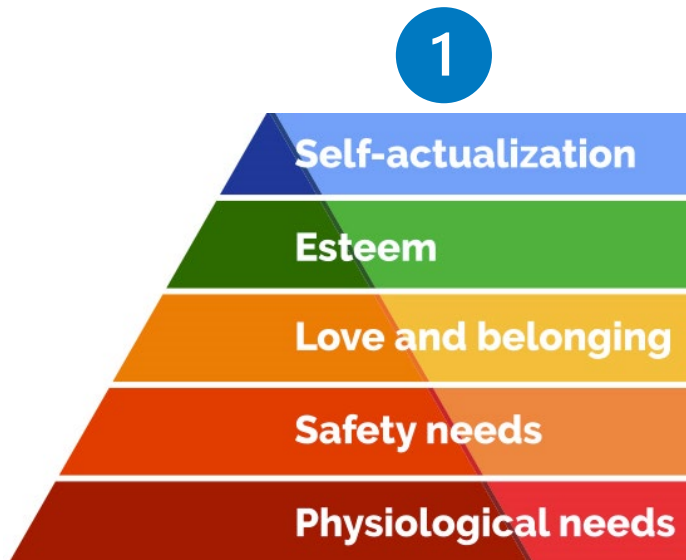 1
Self-actualization
Esteem
Love and belonging
Safety needs
Physiological needs